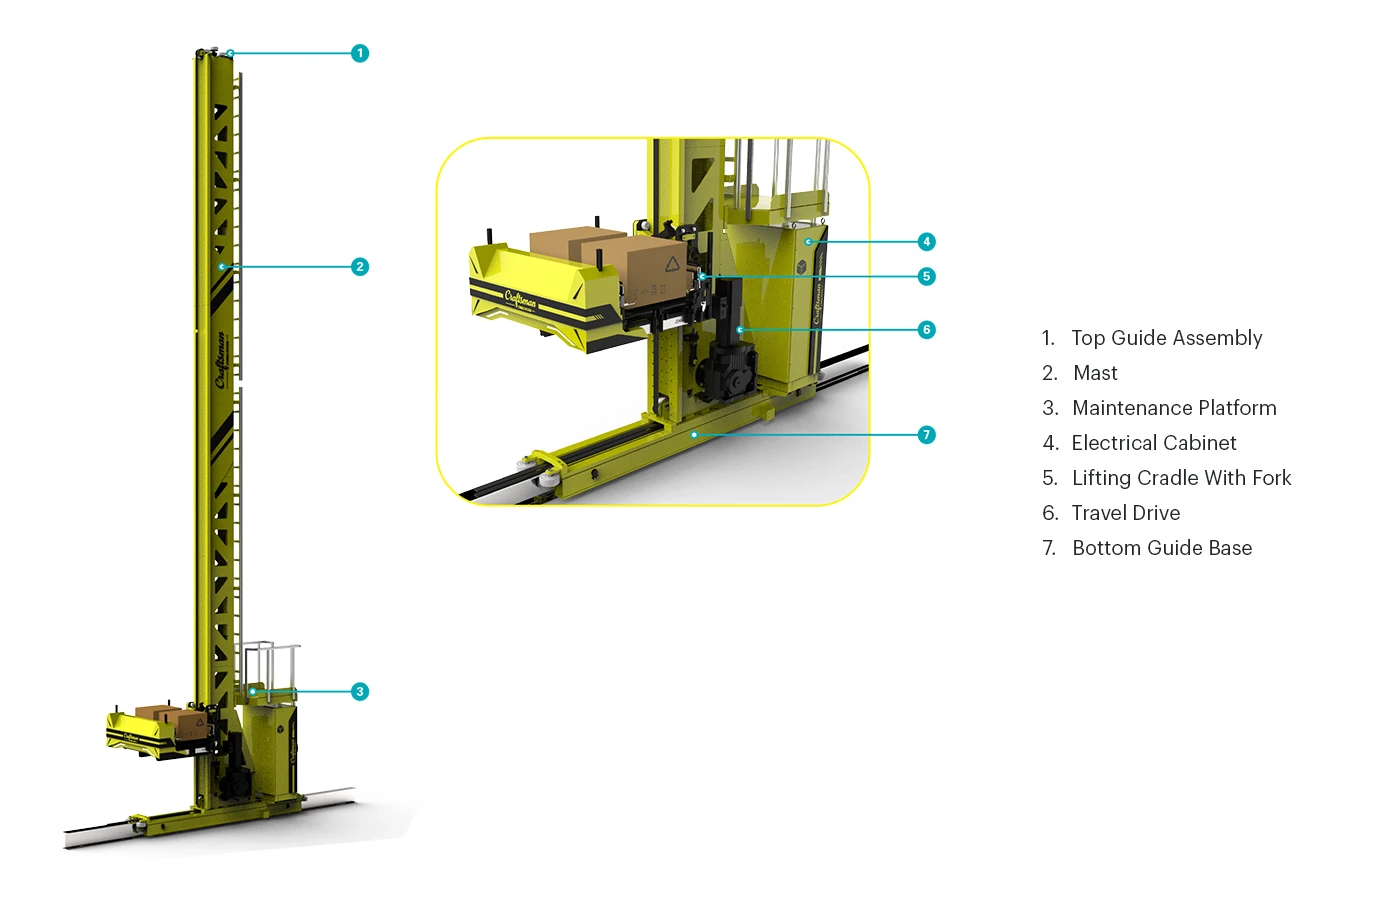 1
2
Craftsman
3
Craftsman
Craftsman
4
5
6
7
Craftsman
Craftsman
1. Top Guide Assembly
2. Mast
3. Maintenance Platform
4. Electrical Cabinet
5. Lifting Cradle With Fork
6. Travel Drive
7. Bottom Guide Base